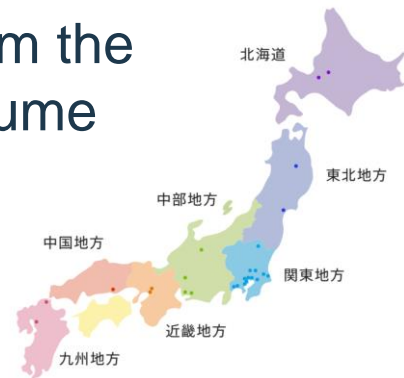 m the
ume
北海道
東北地方
中部地方
中国地方
関東地方
近畿地方
九州地方